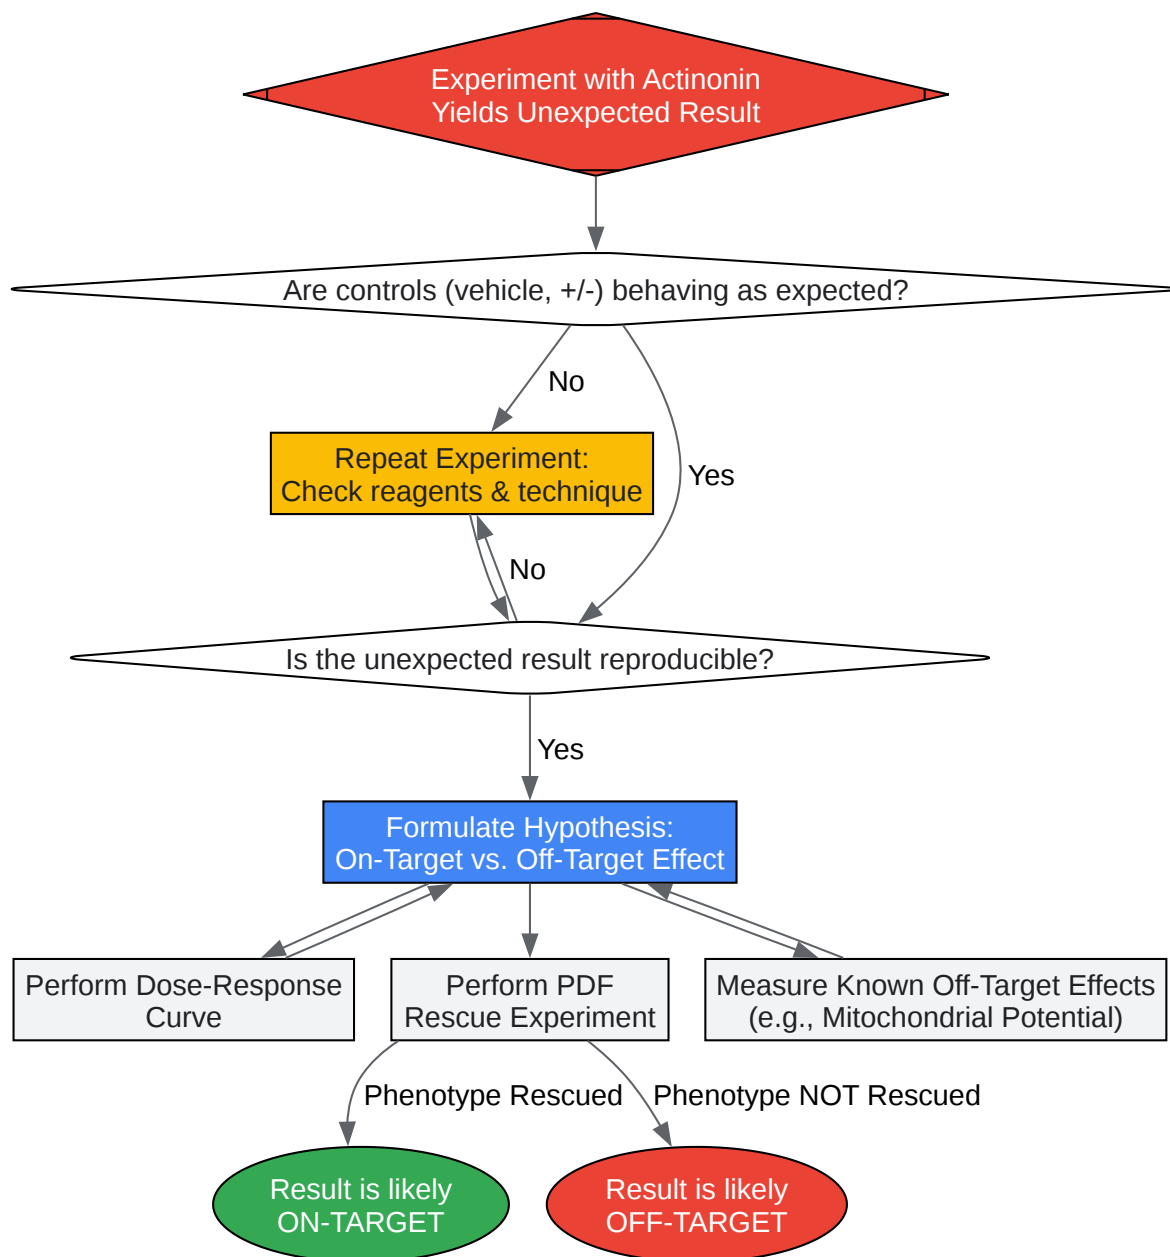 Experiment with Actinonin
Yields Unexpected Result
Are controls (vehicle, +/-) behaving as expected?
No
Repeat Experiment:
Check reagents & technique
Yes
No
Is the unexpected result reproducible?
Yes
Formulate Hypothesis:
On-Target vs. Off-Target Effect
Perform Dose-Response
Curve
Perform PDF
Rescue Experiment
Measure Known Off-Target Effects
(e.g., Mitochondrial Potential)
Phenotype Rescued
Phenotype NOT Rescued
Result is likely
ON-TARGET
Result is likely
OFF-TARGET